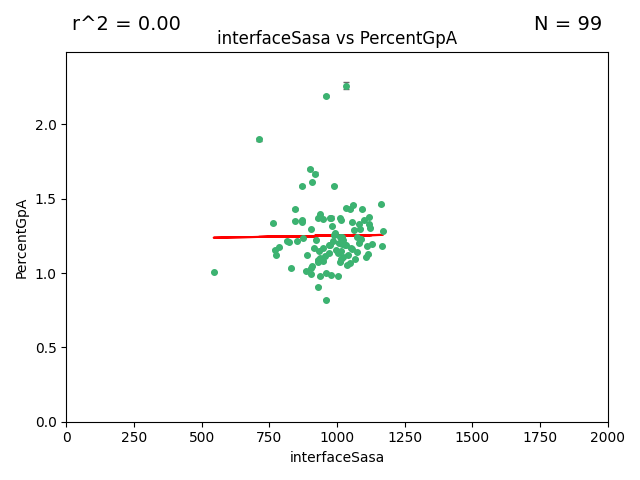 r^2 = 0.00
N = 99
interfaceSasa vs PercentGpA
PercentGpA
2.0
1.5
1.0
0.5
0.0
0 250 500 750 1000 1250 1500 1750 2000
interfaceSasa